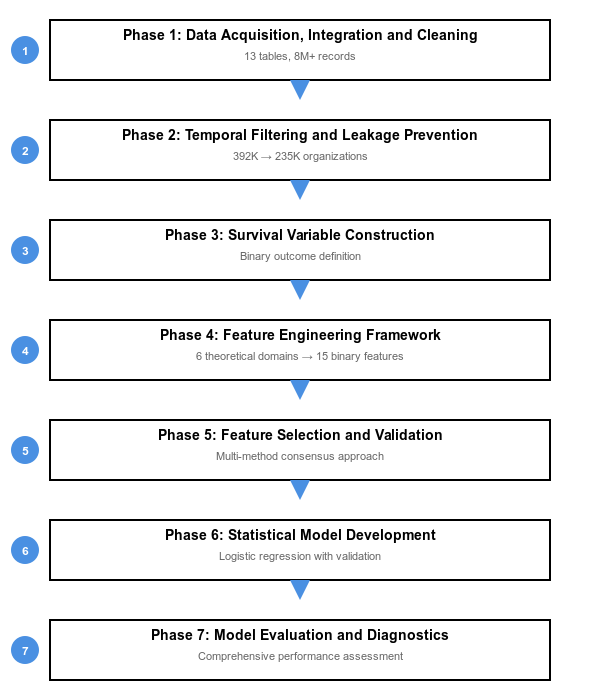 Phase 1: Data Acquisition, Integration and Cleaning
1
13 tables, 8M+ records
Phase 2: Temporal Filtering and Leakage Prevention
2
392K → 235K organizations
Phase 3: Survival Variable Construction
3
Binary outcome definition
Phase 4: Feature Engineering Framework
4
6 theoretical domains → 15 binary features
Phase 5: Feature Selection and Validation
5
Multi-method consensus approach
Phase 6: Statistical Model Development
6
Logistic regression with validation
Phase 7: Model Evaluation and Diagnostics
7
Comprehensive performance assessment